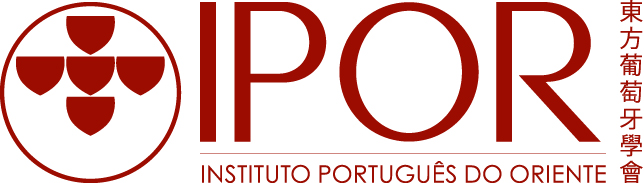 IPOR
INSTITUTO PORTUGUÊS DO ORIENTE
東方葡萄牙學會